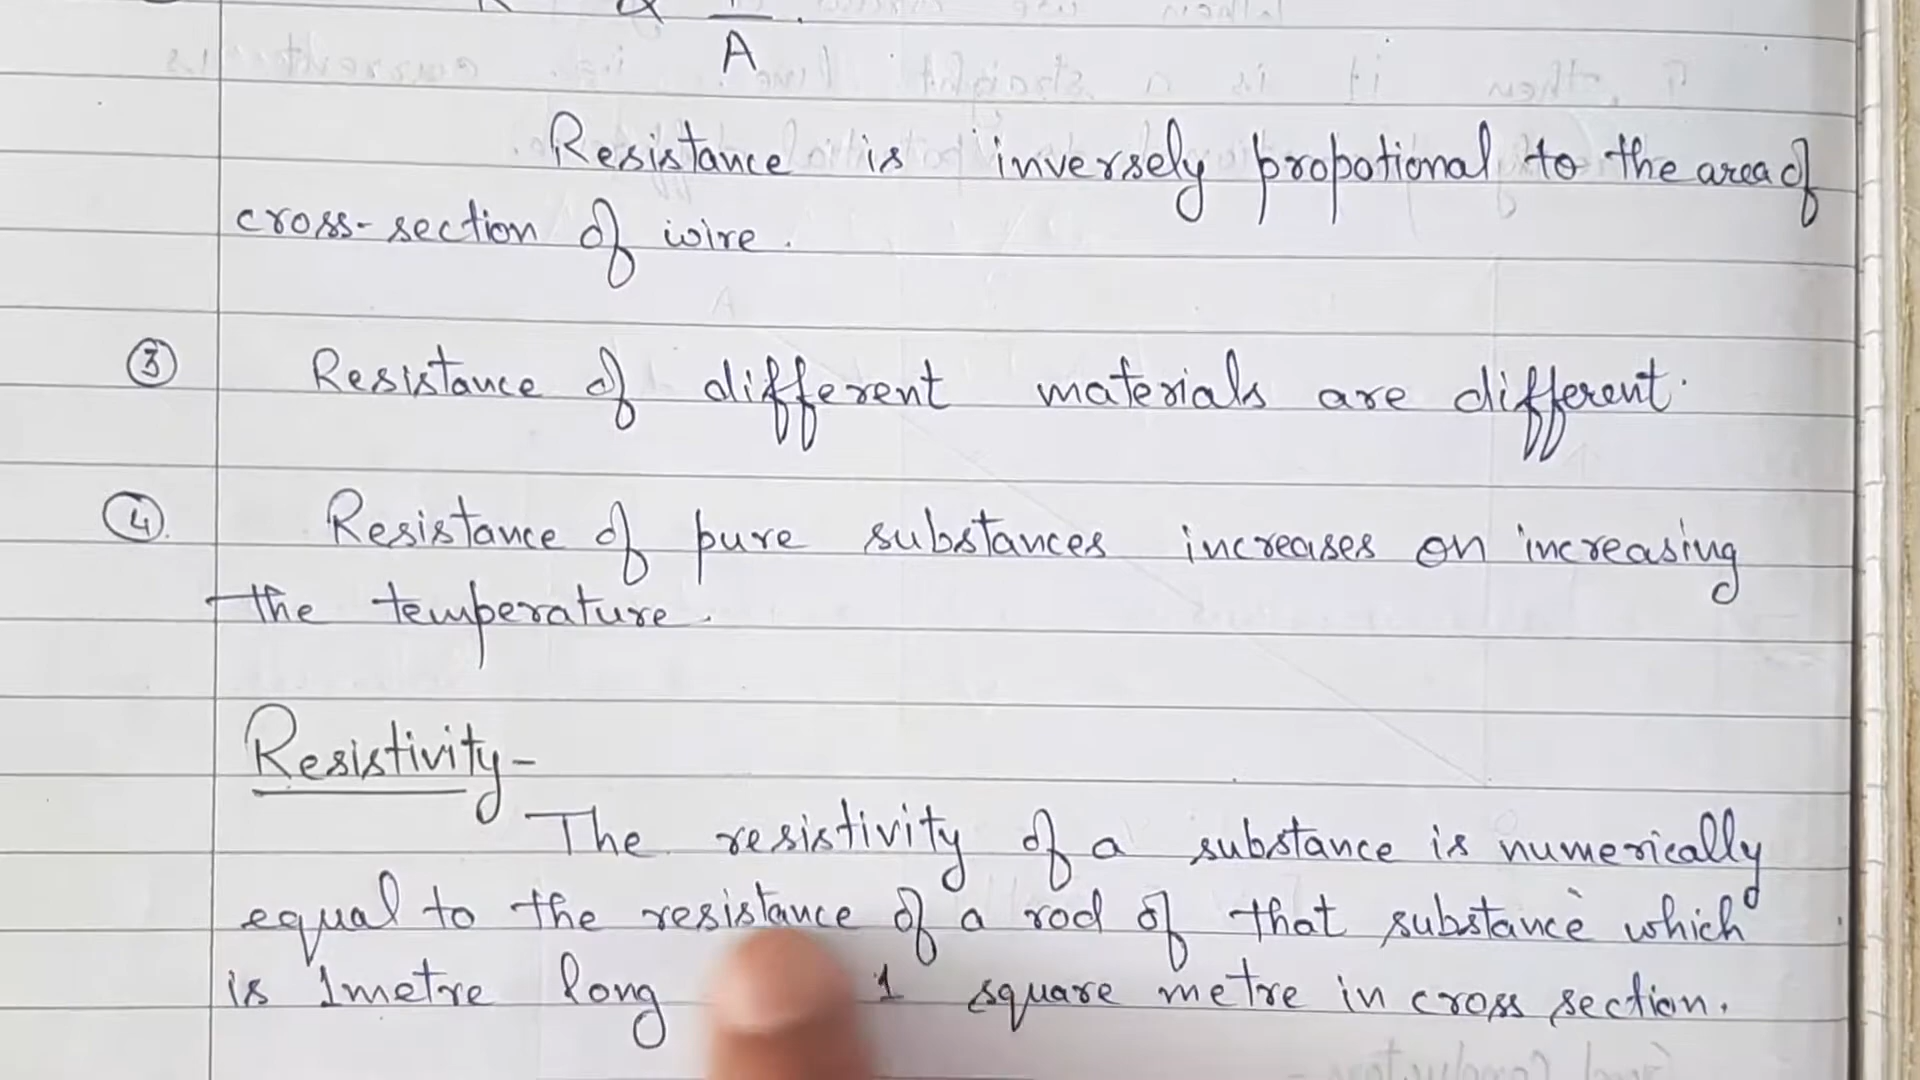 A
Resistance is inversely propotional to the area of
cross-section of wire.
3 Resistance of different materials are different.
4. Resistance of pure substances increases on increasing
the temperature.
Resistivity-
The resistivity of a substance is numerically
equal to the resistance of a rod of that substance which
is 1metre long 1 square metre in cross section.